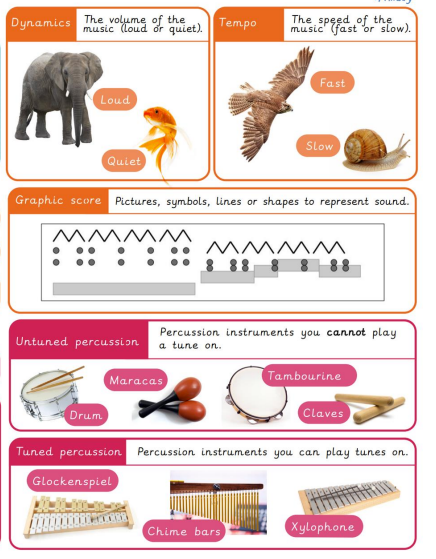 Dynamics
The volume of the
music (loud or quiet).
Loud
Quiet
Tempo
The speed of the
music (fast or slow).
Fast
Slow
Graphic score
Pictures, symbols, lines or shapes to represent sound.
Untuned percussion
Percussion instruments you cannot play
a tune on.
Drum
Maracas
Tambourine
Claves
Tuned percussion
Percussion instruments you can play tunes on.
Glockenspiel
Chime bars
Xylophone